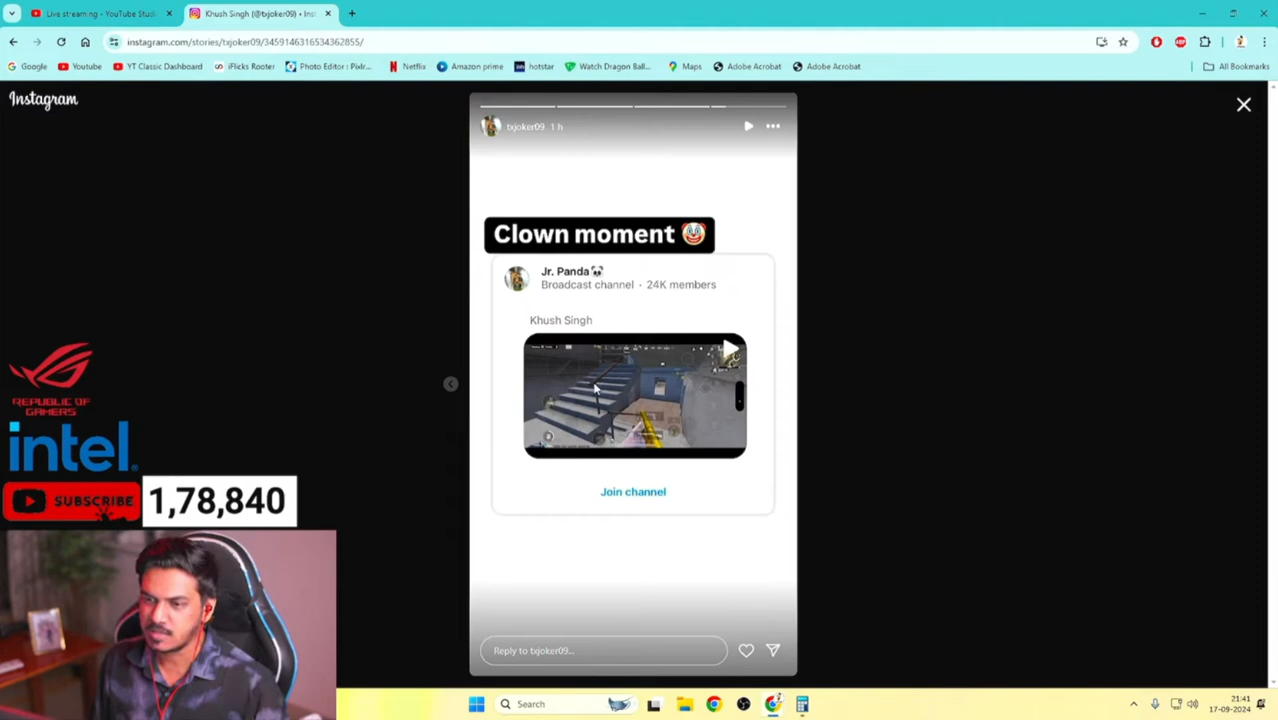 Live streaming - YouTube Studi
Khush Singh (@txjoker09) • Inst
instagram.com/stories/txjoker09/3459146316534362855/
Google
Youtube
YT Classic Dashboard
iFlicks Rooter
Photo Editor : Pixlr...
Netflix
Amazon prime
hotstar
Watch Dragon Ball...
Maps
Adobe Acrobat
Adobe Acrobat
All Bookmarks
Instagram
txjoker09 1 h
Clown moment 🤡
Jr. Panda🐼
Broadcast channel · 24K members
Khush Singh
Join channel
REPUBLIC OF
GAMERS
intel
SUBSCRIBE
1,78,840
Reply to txjoker09...
Search
21:41
17-09-2024